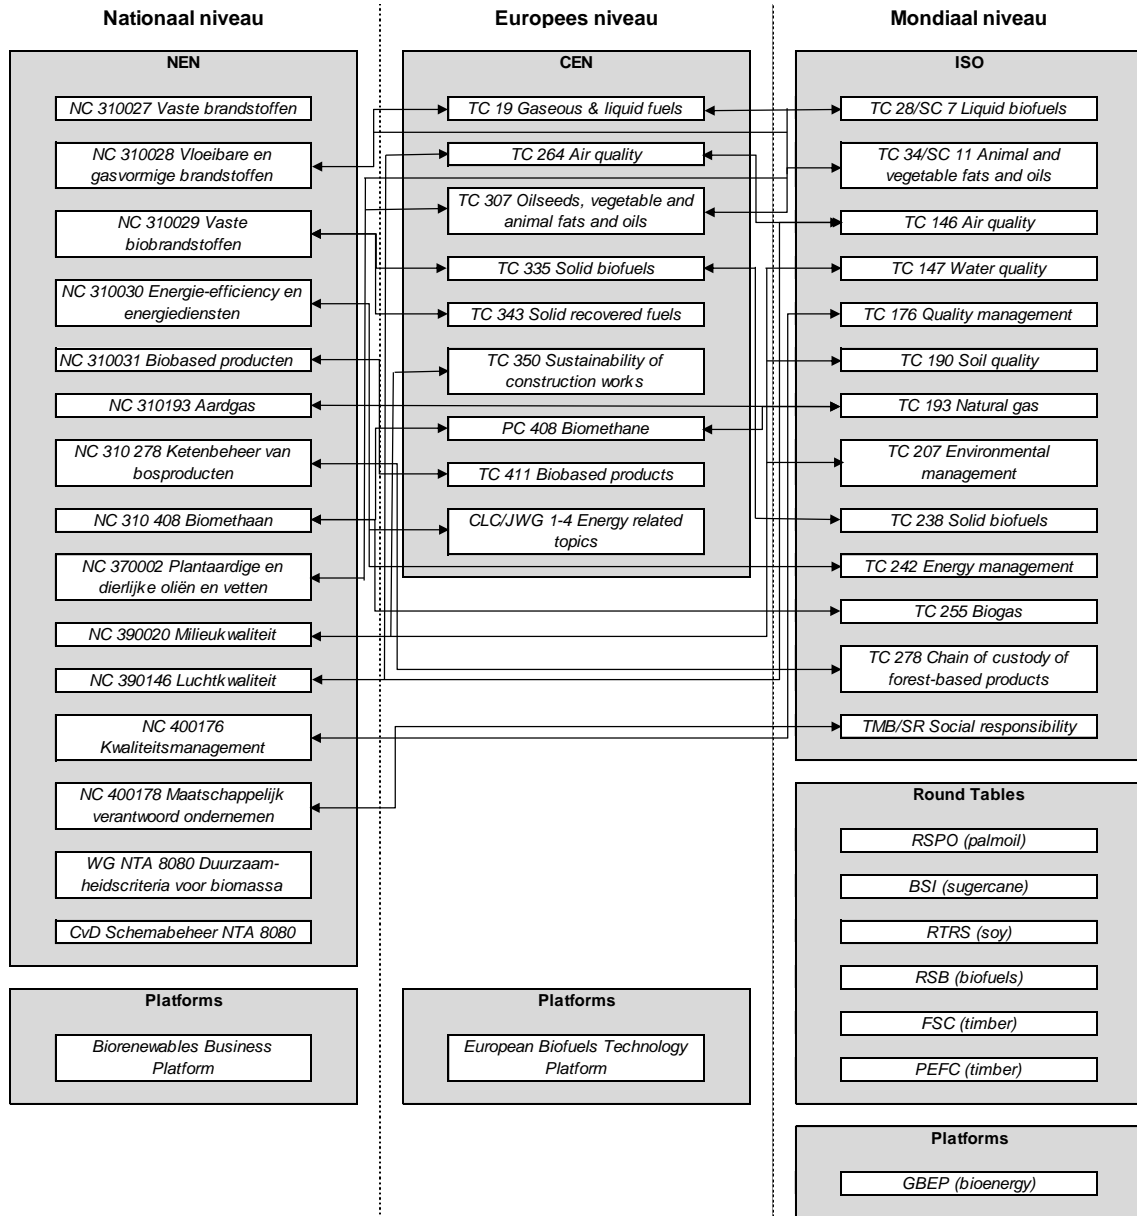 Nationaal niveau
NEN
NC 310027 Vaste brandstoffen
NC 310028 Vloeibare en
gasvormige brandstoffen
NC 310029 Vaste
biobrandstoffen
NC 310030 Energie-efficiency en
energiediensten
NC 310031 Biobased producten
NC 310193 Aardgas
NC 310 278 Ketenbeheer van
bosproducten
NC 310 408 Biomethaan
NC 370002 Plantaardige en
dierlijke oliën en vetten
NC 390020 Milieukwaliteit
NC 390146 Luchtkwaliteit
NC 400176
Kwaliteitsmanagement
NC 400178 Maatschappelijk
verantwoord ondernemen
WG NTA 8080 Duurzaam-
heidscriteria voor biomassa
CvD Schemabeheer NTA 8080
Platforms
Biorenewables Business
Platform
Europees niveau
CEN
TC 19 Gaseous & liquid fuels
TC 264 Air quality
TC 307 Oilseeds, vegetable and
animal fats and oils
TC 335 Solid biofuels
TC 343 Solid recovered fuels
TC 350 Sustainability of
construction works
PC 408 Biomethane
TC 411 Biobased products
CLC/JWG 1-4 Energy related
topics
Platforms
European Biofuels Technology
Platform
Mondiaal niveau
ISO
TC 28/SC 7 Liquid biofuels
TC 34/SC 11 Animal and
vegetable fats and oils
TC 146 Air quality
TC 147 Water quality
TC 176 Quality management
TC 190 Soil quality
TC 193 Natural gas
TC 207 Environmental
management
TC 238 Solid biofuels
TC 242 Energy management
TC 255 Biogas
TC 278 Chain of custody of
forest-based products
TMB/SR Social responsibility
Round Tables
RSPO (palmoil)
BSI (sugercane)
RTRS (soy)
RSB (biofuels)
FSC (timber)
PEFC (timber)
Platforms
GBEP (bioenergy)